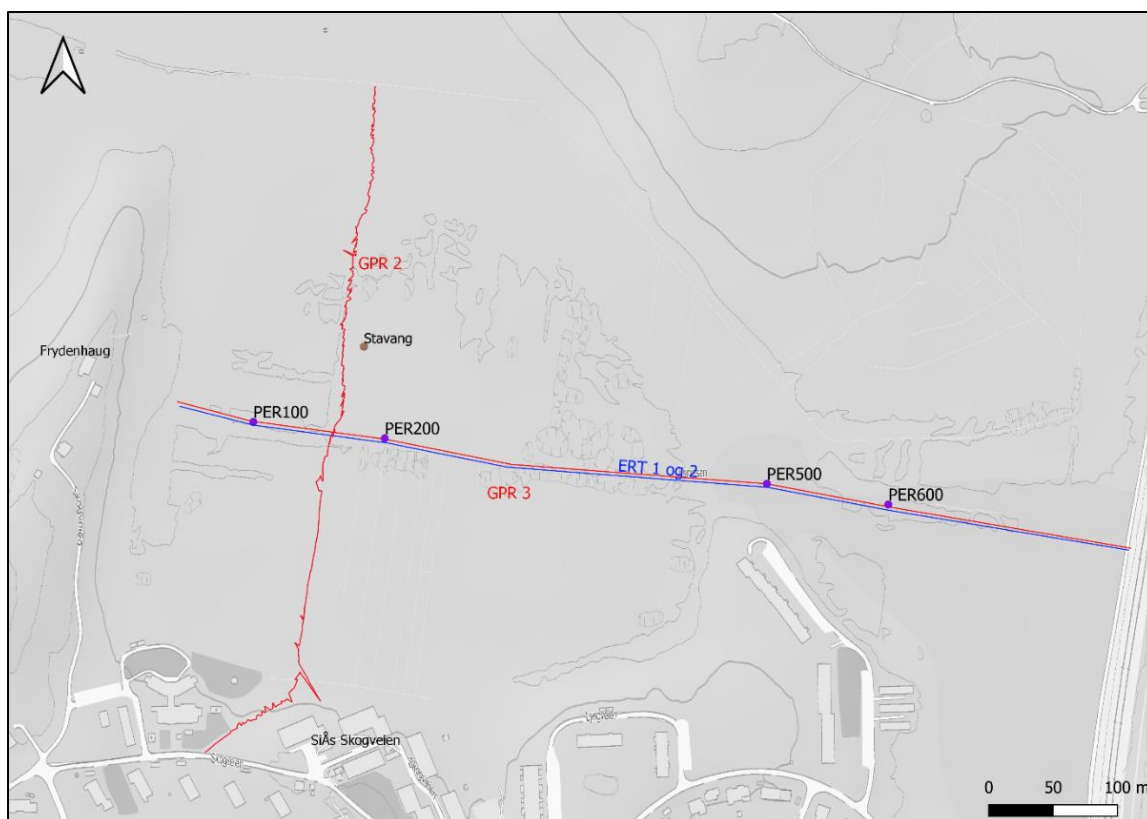 GPR 2
Stavang
Frydenhaug
PER100
PER200
ERT 1 og 2
GPR 3
PER500
PER600
SiÅs Skogveien
Skogveien
0 50 100 m